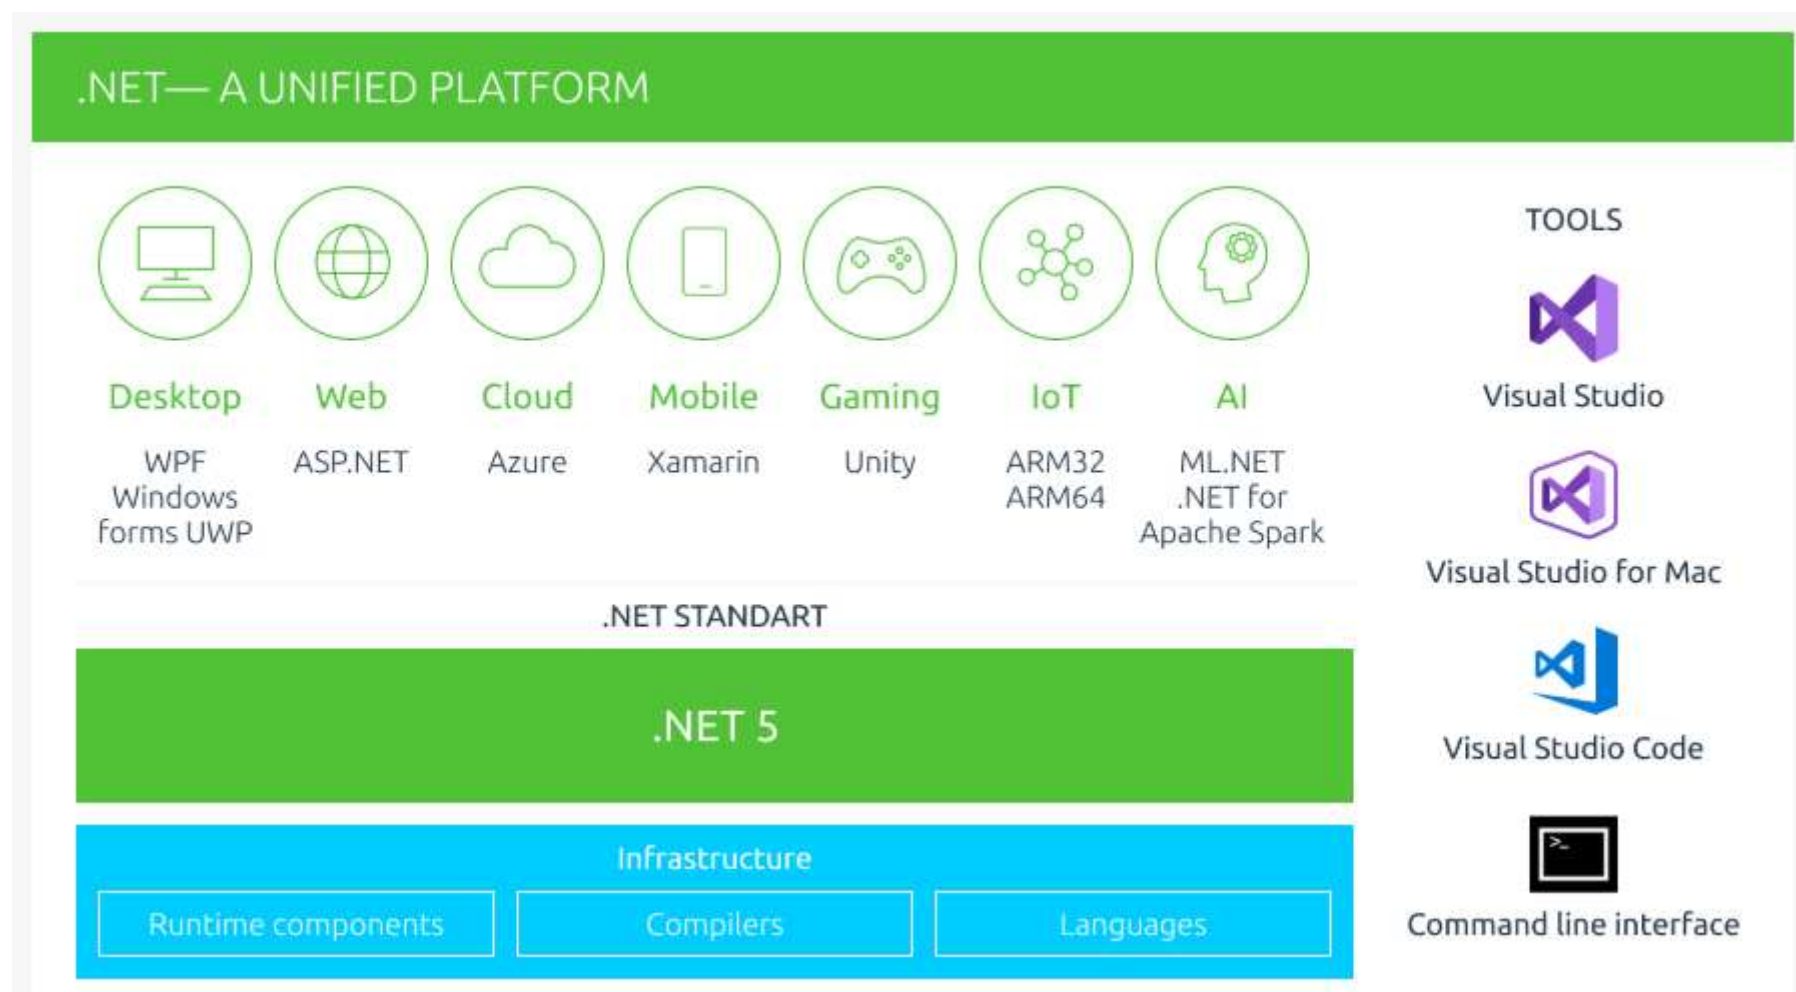 .NET— A UNIFIED PLATFORM
Desktop
WPF
Windows
forms UWP
Web
ASP.NET
Cloud
Azure
Mobile
Xamarin
Gaming
Unity
IoT
ARM32
ARM64
AI
ML.NET
.NET for
Apache Spark
.NET STANDART
.NET 5
Infrastructure
Runtime components
Compilers
Languages
TOOLS
Visual Studio
Visual Studio for Mac
Visual Studio Code
>_
Command line interface